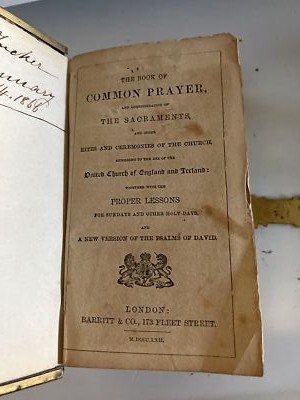 THE BOOK OF
COMMON PRAYER,
AND ADMINISTRATION OF
THE SACRAMENTS,
AND OTHER
RITES AND CEREMONIES OF THE CHURCH,
ACCORDING TO THE USE OF THE
United Church of England and Ireland:
TOGETHER WITH THE
PROPER LESSONS
FOR SUNDAYS AND OTHER HOLY-DAYS,
AND
A NEW VERSION OF THE PSALMS OF DAVID.
LONDON:
BARRITT & CO., 173 FLEET STREET.
M.DCCC.LXII.